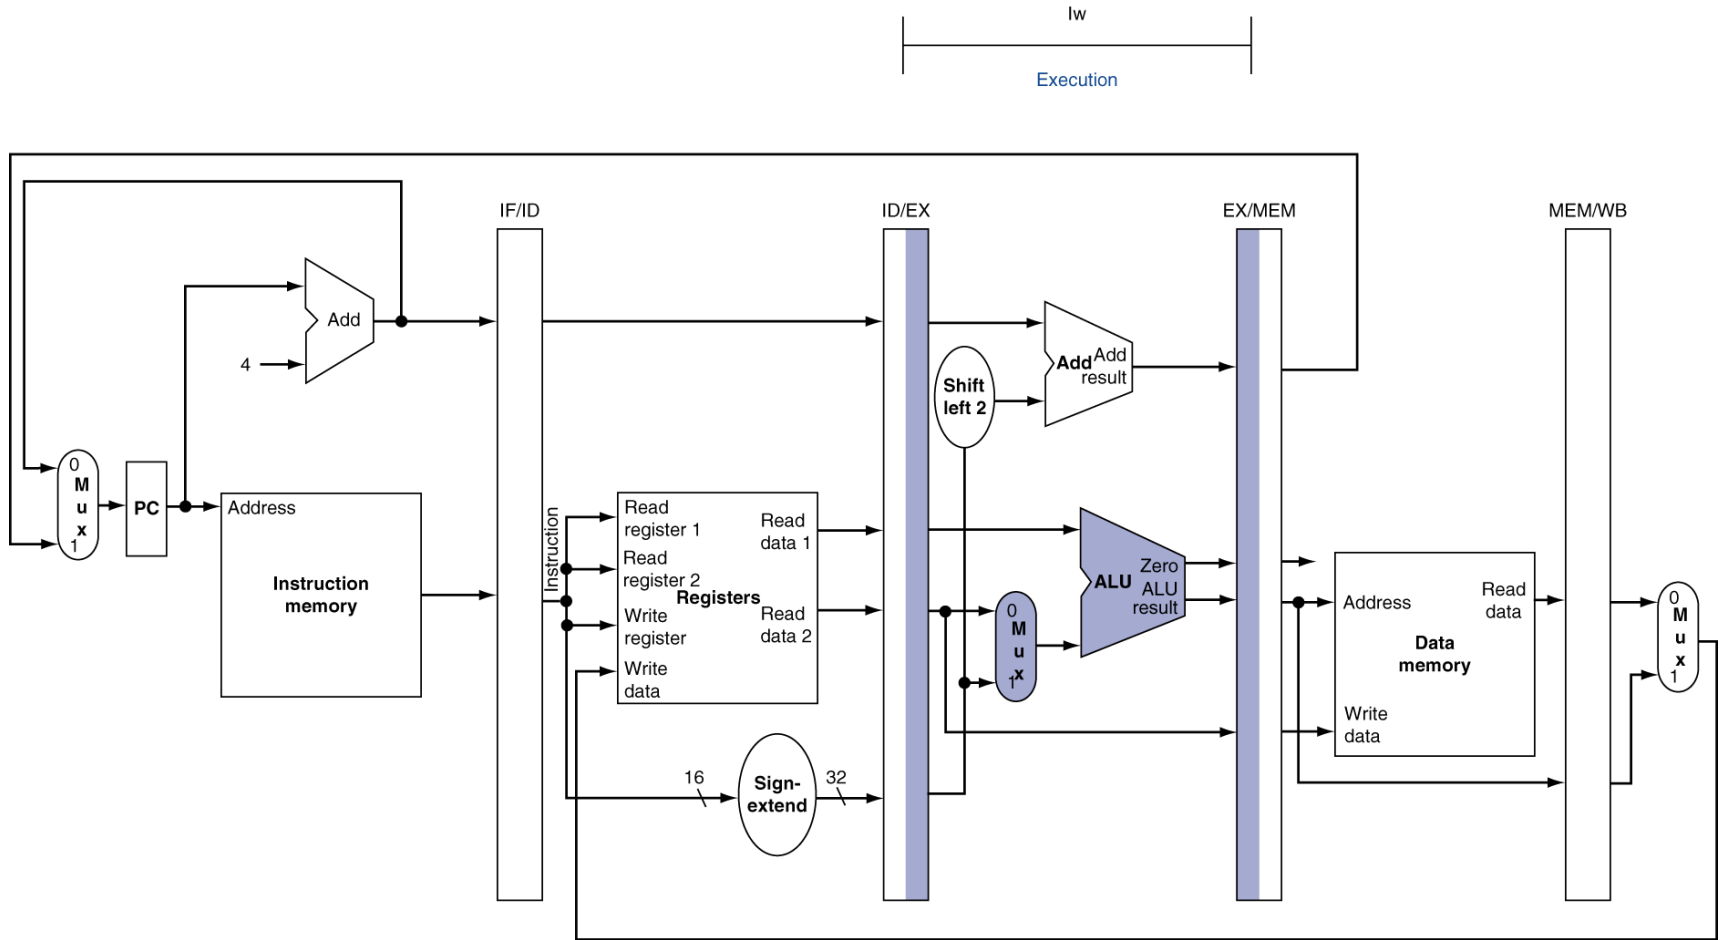 lw
Execution
IF/ID
ID/EX
EX/MEM
MEM/WB
Add
4
Shift
left 2
Add
Add
result
0
M
u
x
1
PC
Address
Instruction
memory
Instruction
Read
register 1
Read
register 2
Registers
Write
register
Write
data
Read
data 1
Read
data 2
16
Sign-
extend
32
0
M
u
x
1
ALU
Zero
ALU
result
Address
Read
data
Data
memory
Write
data
0
M
u
x
1